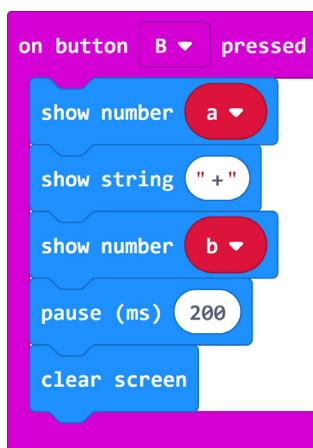 on button B pressed
show number a
show string "+"
show number b
pause (ms) 200
clear screen